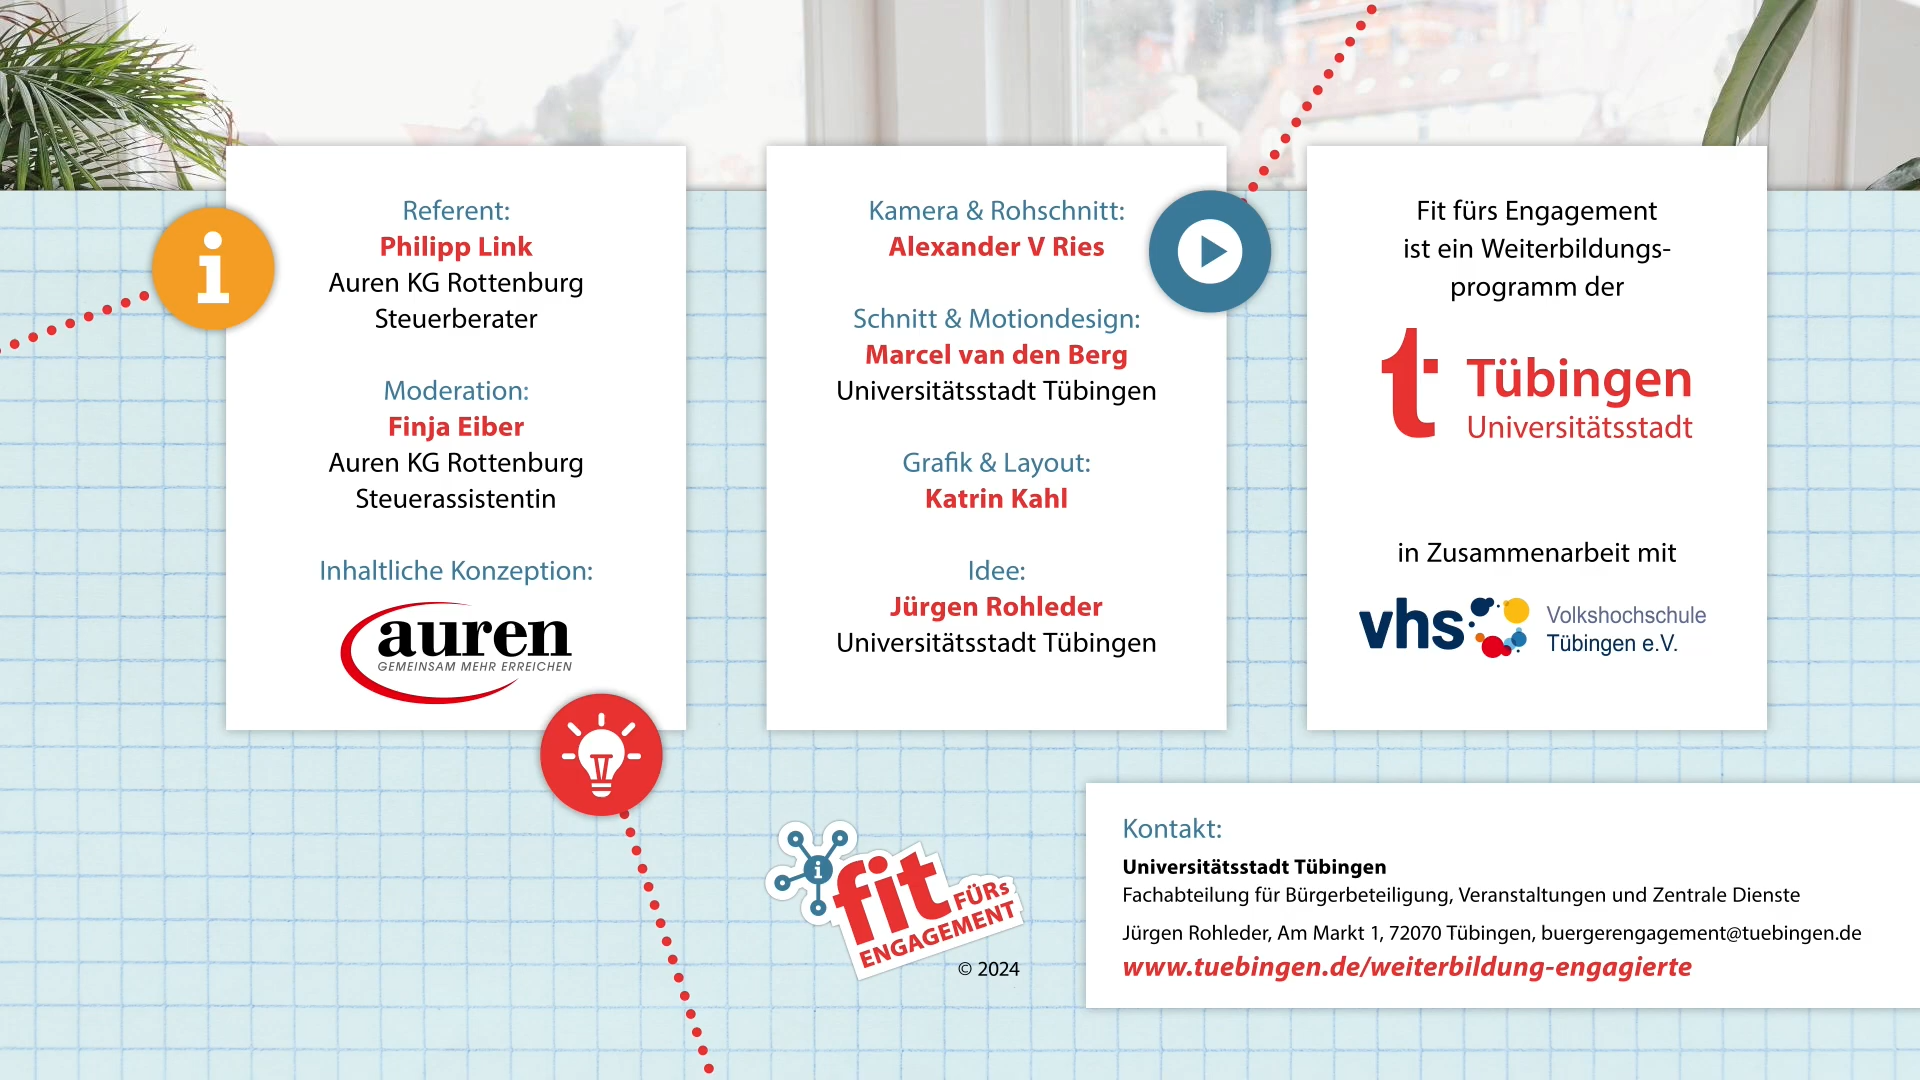 Referent:
Philipp Link
Auren KG Rottenburg
Steuerberater
Moderation:
Finja Eiber
Auren KG Rottenburg
Steuerassistentin
Inhaltliche Konzeption:
auren
GEMEINSAM MEHR ERREICHEN
Kamera & Rohschnitt:
Alexander V Ries
Schnitt & Motiondesign:
Marcel van den Berg
Universitätsstadt Tübingen
Grafik & Layout:
Katrin Kahl
Idee:
Jürgen Rohleder
Universitätsstadt Tübingen
Fit fürs Engagement
ist ein Weiterbildungs-
programm der
t Tübingen
Universitätsstadt
in Zusammenarbeit mit
vhs Volkshochschule
Tübingen e.V.
fit FÜRs
ENGAGEMENT
© 2024
Kontakt:
Universitätsstadt Tübingen
Fachabteilung für Bürgerbeteiligung, Veranstaltungen und Zentrale Dienste
Jürgen Rohleder, Am Markt 1, 72070 Tübingen, buergerengagement@tuebingen.de
www.tuebingen.de/weiterbildung-engagierte